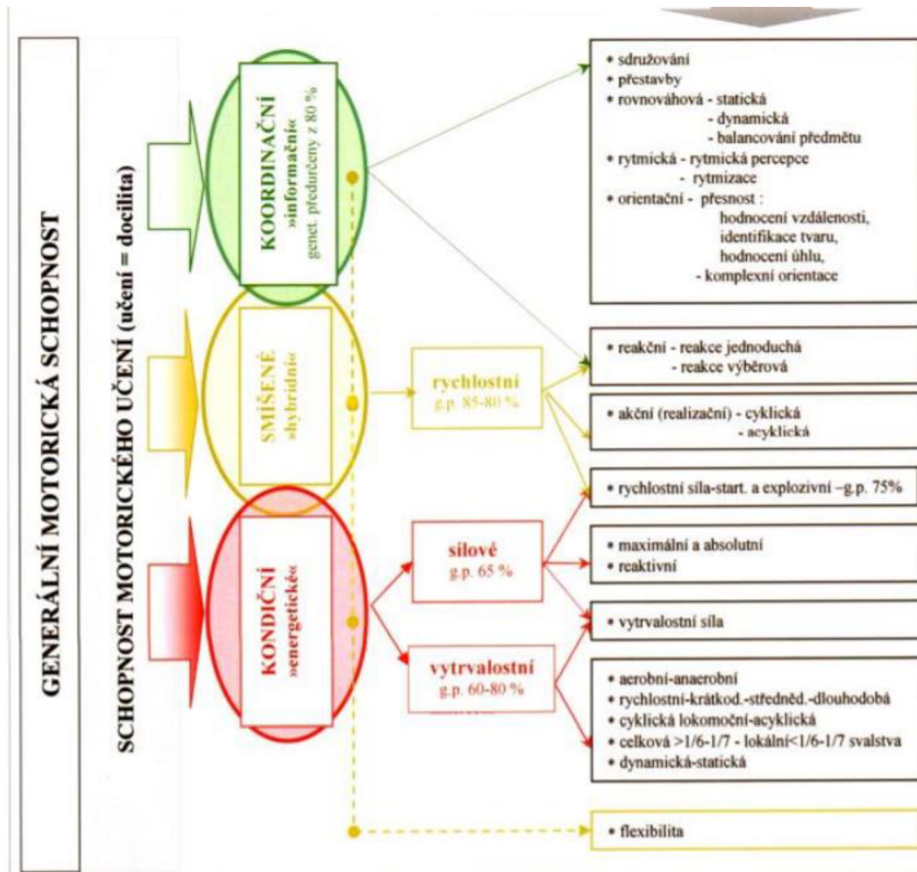 GENERÁLNÍ MOTORICKÁ SCHOPNOST
SCHOPNOST MOTORICKÉHO UČENÍ (učení = docilita)
KOORDINAČNÍ
»informační«
genet. předurčeny z 80 %
SMÍŠENÉ
»hybridní«
KONDIČNÍ
»energetické«
rychlostní
g.p. 85-80 %
silové
g.p. 65 %
vytrvalostní
g.p. 60-80 %
* sdružování
* přestavby
* rovnováhová - statická
- dynamická
- balancování předmětu
* rytmická - rytmická percepce
- rytmizace
* orientační - přesnost :
hodnocení vzdálenosti,
identifikace tvaru,
hodnocení úhlu,
- komplexní orientace
* reakční - reakce jednoduchá
- reakce výběrová
* akční (realizační) - cyklická
- acyklická
* rychlostní síla-start. a explozivní –g.p. 75%
* maximální a absolutní
* reaktivní
* vytrvalostní síla
* aerobní-anaerobní
* rychlostní-krátkod.-středněd.-dlouhodobá
* cyklická lokomoční-acyklická
* celková >1/6-1/7 - lokální<1/6-1/7 svalstva
* dynamická-statická
* flexibilita